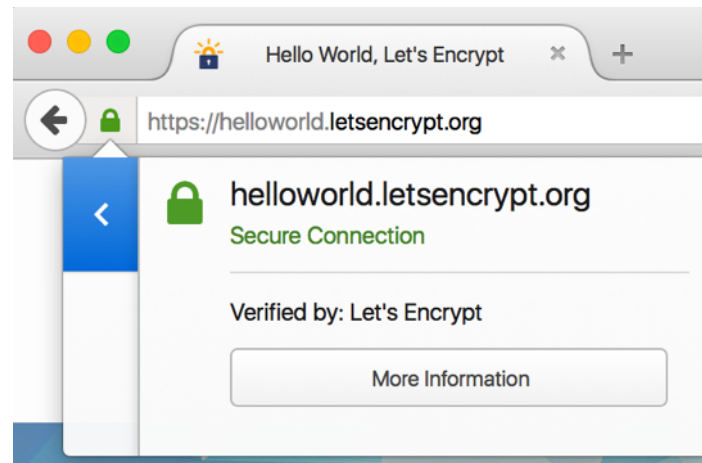 Hello World, Let's Encrypt
https://helloworld.letsencrypt.org
helloworld.letsencrypt.org
Secure Connection
Verified by: Let's Encrypt
More Information